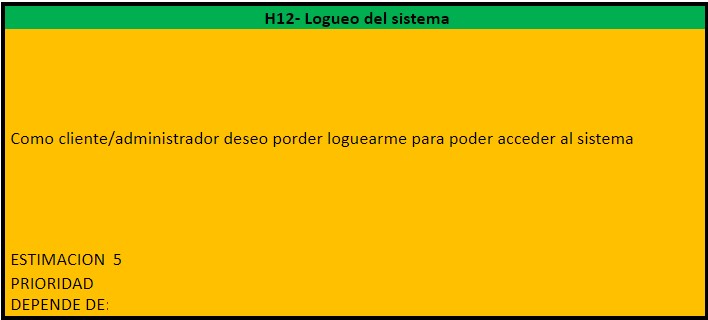 H12- Logueo del sistema
Como cliente/administrador deseo porder loguearme para poder acceder al sistema
ESTIMACION  5
PRIORIDAD
DEPENDE DE: